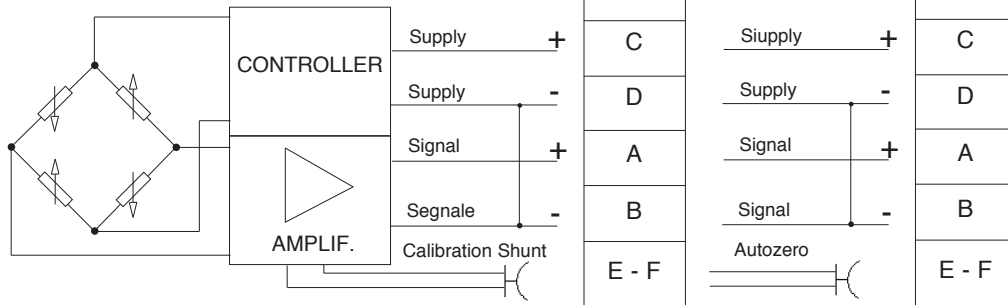 CONTROLLER
AMPLIF.
Supply + C
Supply - D
Signal + A
Segnale - B
Calibration Shunt E - F
Siupply + C
Supply - D
Signal + A
Signal - B
Autozero E - F